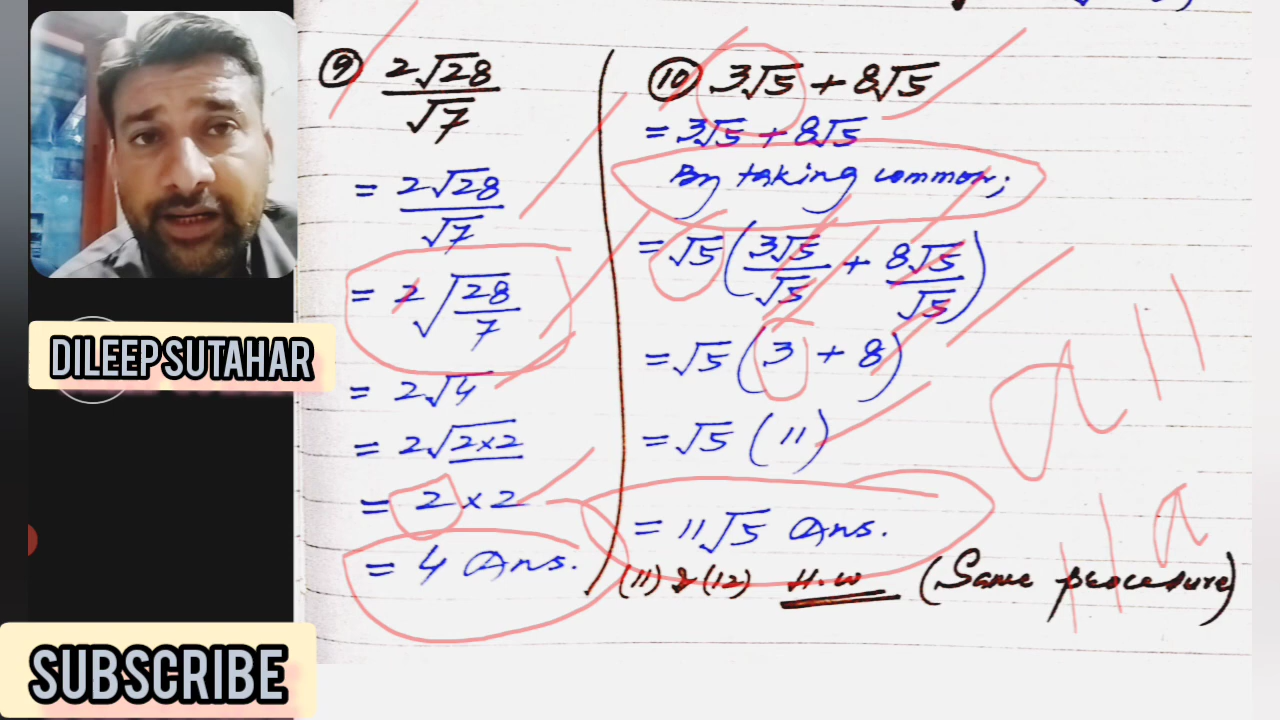 ⑨ 2√28/√7
= 2√28/√7
= 2√(28/7)
= 2√4
= 2√(2×2)
= 2 × 2
= 4 Ans.
⑩ 3√5 + 8√5
= 3√5 + 8√5
By taking common;
= √5 (3√5/√5 + 8√5/√5)
= √5 (3 + 8)
= √5 (11)
= 11√5 Ans.
(11) & (12) H.W (Same procedure)
a 11
11a
DILEEP SUTAHAR
SUBSCRIBE